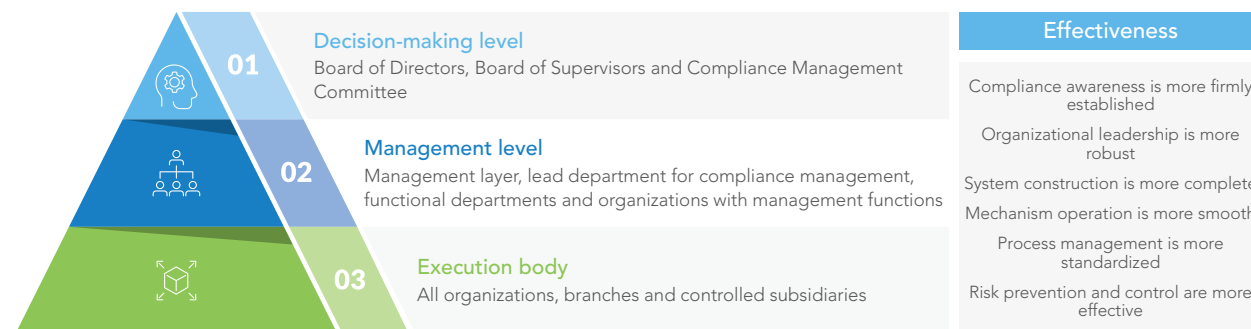 01
Decision-making level
Board of Directors, Board of Supervisors and Compliance Management
Committee
02
Management level
Management layer, lead department for compliance management,
functional departments and organizations with management functions
03
Execution body
All organizations, branches and controlled subsidiaries
Effectiveness
Compliance awareness is more firmly
established
Organizational leadership is more
robust
System construction is more complete
Mechanism operation is more smooth
Process management is more
standardized
Risk prevention and control are more
effective